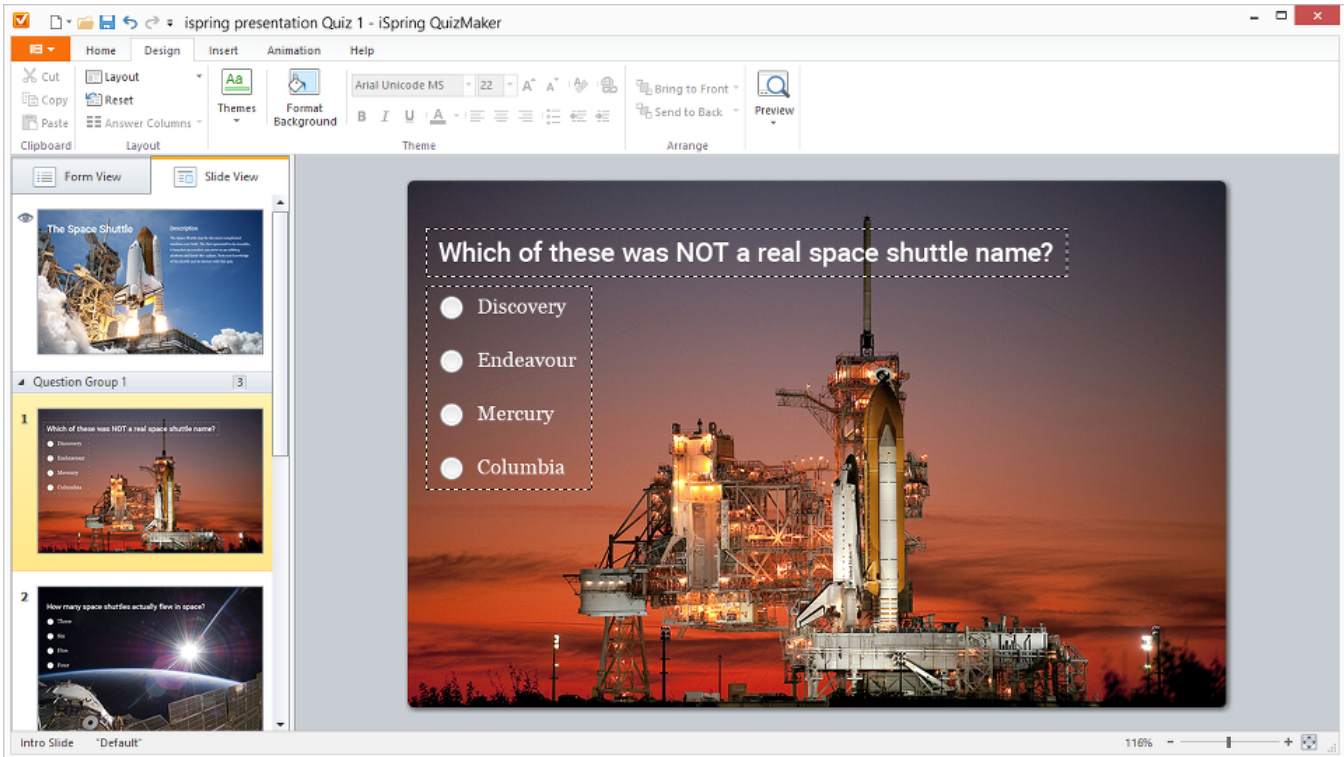 ispring presentation Quiz 1 - iSpring QuizMaker
Home Design Insert Animation Help
Cut
Copy
Paste
Clipboard
Layout
Reset
Answer Columns
Layout
Themes
Format
Background
Arial Unicode MS 22
B I U A
Theme
Bring to Front
Send to Back
Arrange
Preview
Form View
Slide View
The Space Shuttle
Description
Question Group 1 3
1
Which of these was NOT a real space shuttle name?
Discovery
Endeavour
Mercury
Columbia
2
How many space shuttles actually flew in space?
Three
Six
Five
Four
Which of these was NOT a real space shuttle name?
Discovery
Endeavour
Mercury
Columbia
Intro Slide "Default"
116%